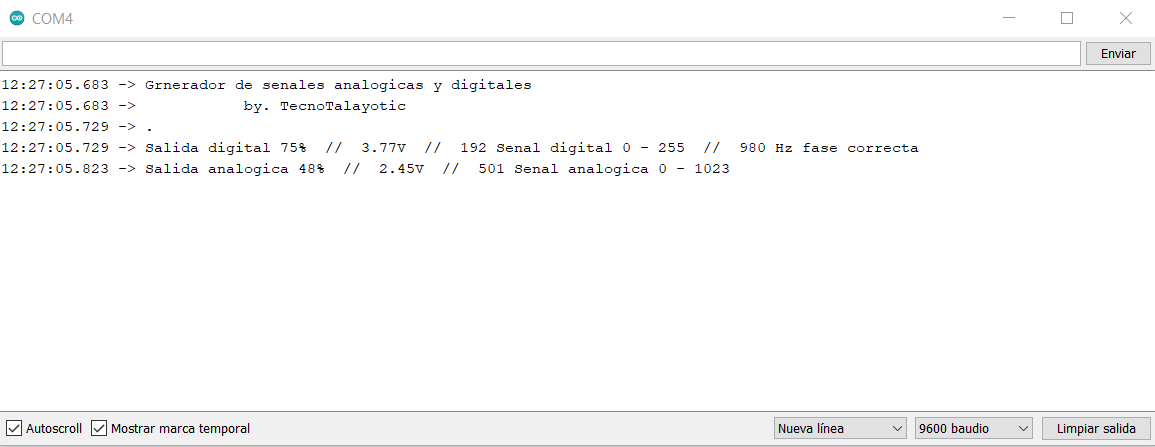 COM4
Enviar
12:27:05.683 -> Grnerador de senales analogicas y digitales
12:27:05.683 ->            by. TecnoTalayotic
12:27:05.729 -> .
12:27:05.729 -> Salida digital 75%  //  3.77V  //  192 Senal digital 0 - 255  //  980 Hz fase correcta
12:27:05.823 -> Salida analogica 48%  //  2.45V  //  501 Senal analogica 0 - 1023
Autoscroll Mostrar marca temporal Nueva línea 9600 baudio Limpiar salida